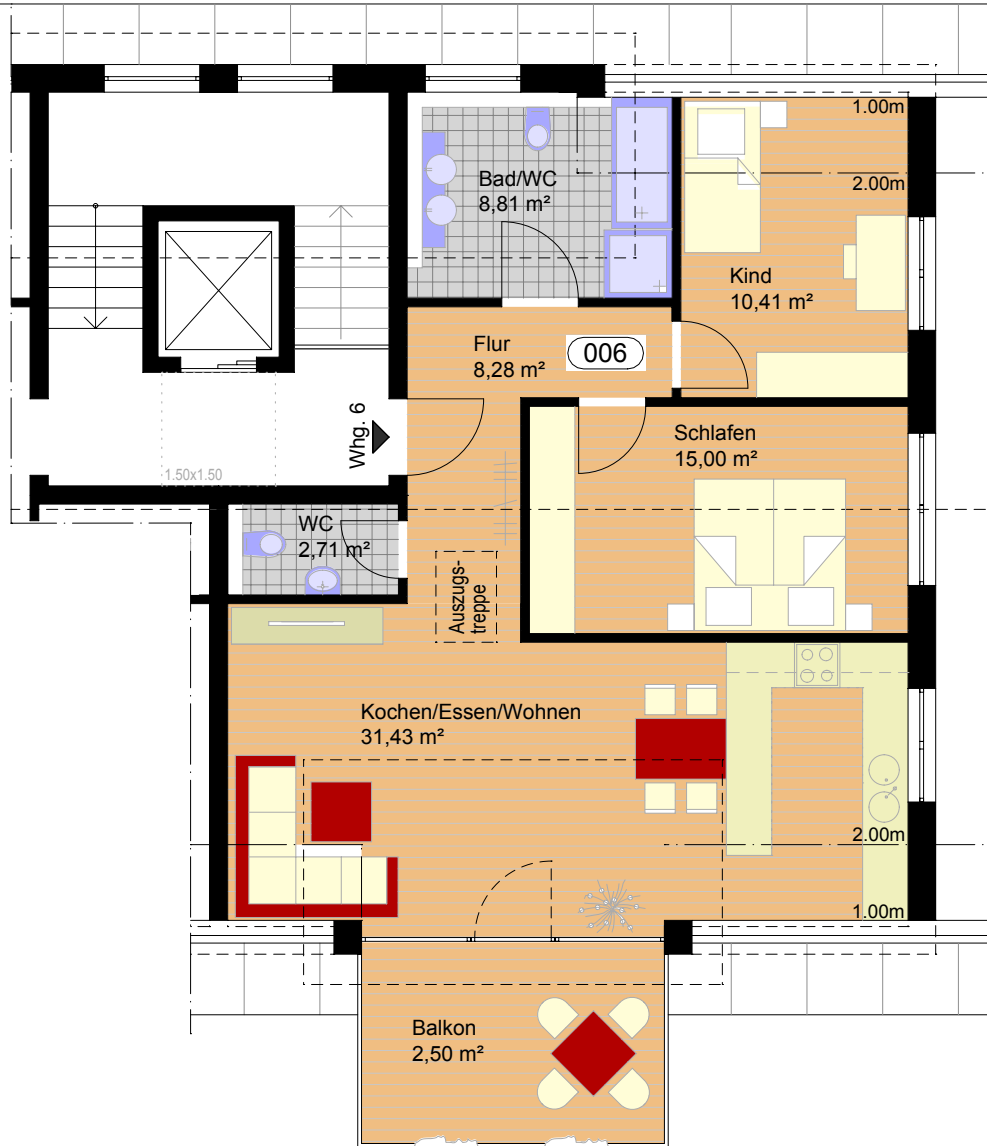 1.00m
Bad/WC
8,81 m²
2.00m
Kind
10,41 m²
Flur
8,28 m²
006
Whg. 6
Schlafen
15,00 m²
1.50x1.50
WC
2,71 m²
Auszugs-
treppe
Kochen/Essen/Wohnen
31,43 m²
2.00m
1.00m
Balkon
2,50 m²